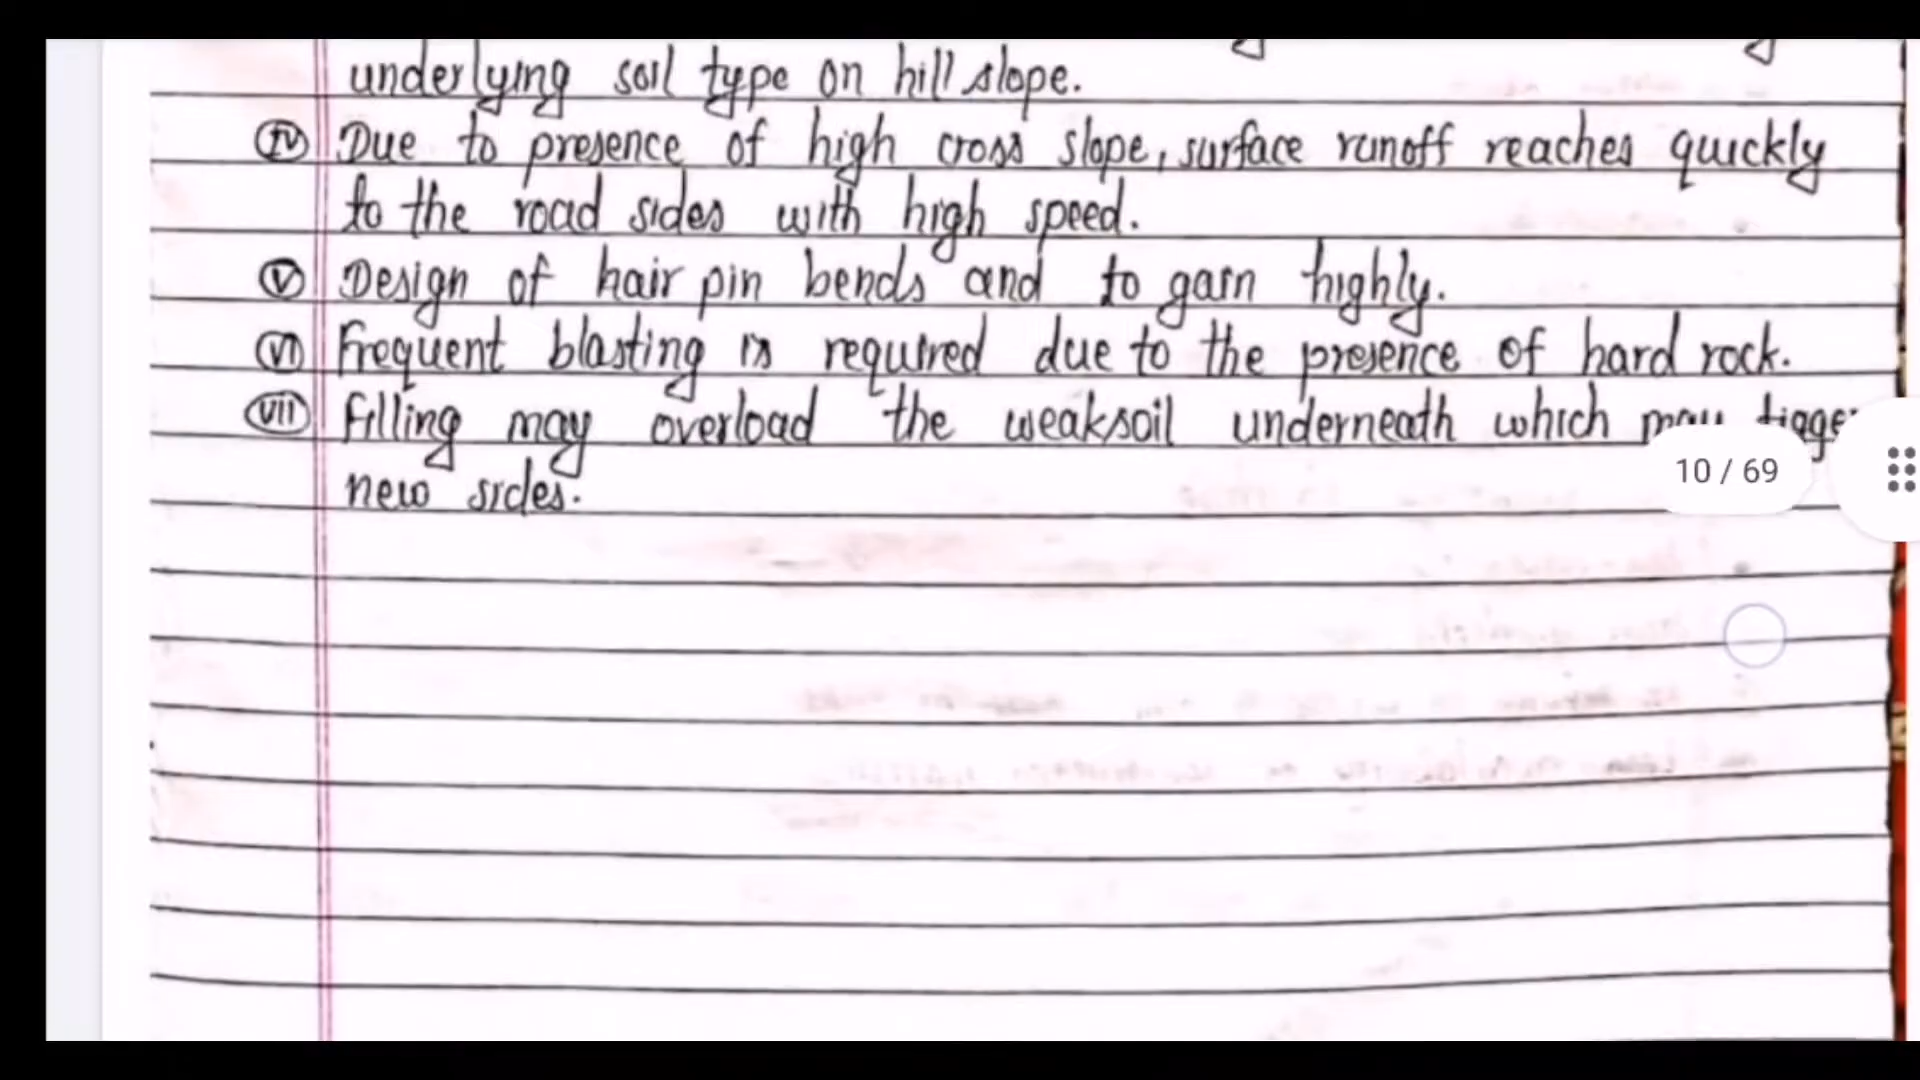 underlying soil type on hill slope.
(iv) Due to presence of high cross slope, surface runoff reaches quickly
to the road sides with high speed.
(v) Design of hair pin bends and to gain highly.
(vi) Frequent blasting is required due to the presence of hard rock.
(vii) Filling may overload the weaksoil underneath which may
10 / 69
new sides.